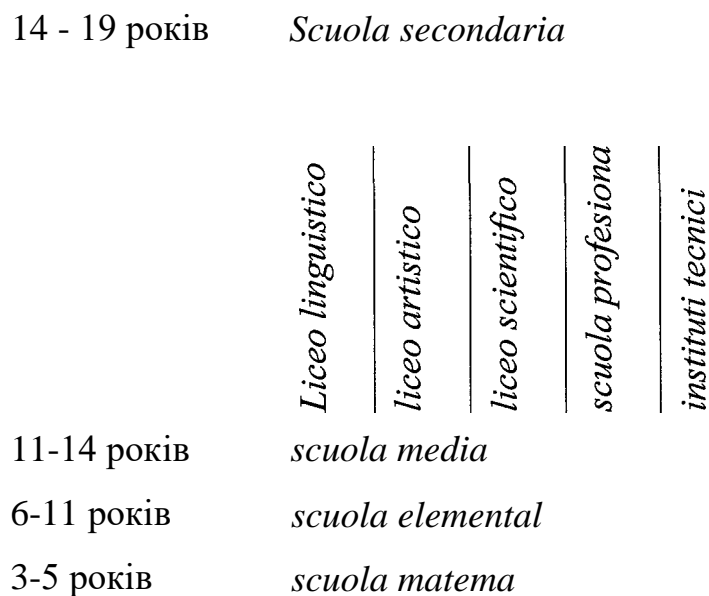 14 - 19 років Scuola secondaria
Liceo linguistico
liceo artistico
liceo scientifico
scuola profesiona
instituti tecnici
11-14 років scuola media
6-11 років scuola elemental
3-5 років scuola matema